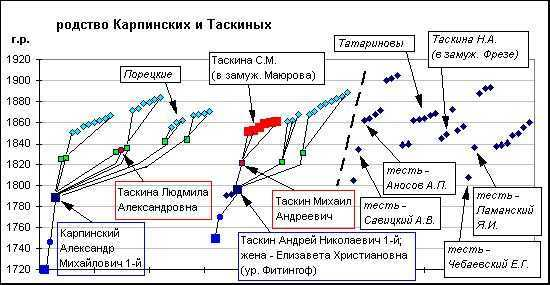 родство Карпинских и Таскиных
г.р.
1920
1900
1880
1860
1840
1820
1800
1780
1760
1740
1720
Порецкие
Таскина С.М.
(в замуж. Маюрова)
Татариновы
Таскина Н.А.
(в замуж. Фрезе)
Таскина Людмила
Александровна
Таскин Михаил
Андреевич
тесть -
Аносов А.П.
тесть -
Савицкий А.В.
тесть -
Ламанский
Я.И.
тесть -
Чебаевский Е.Г.
Карпинский
Александр
Михайлович 1-й
Таскин Андрей Николаевич 1-й;
жена - Елизавета Христиановна
(ур. Фитингоф)